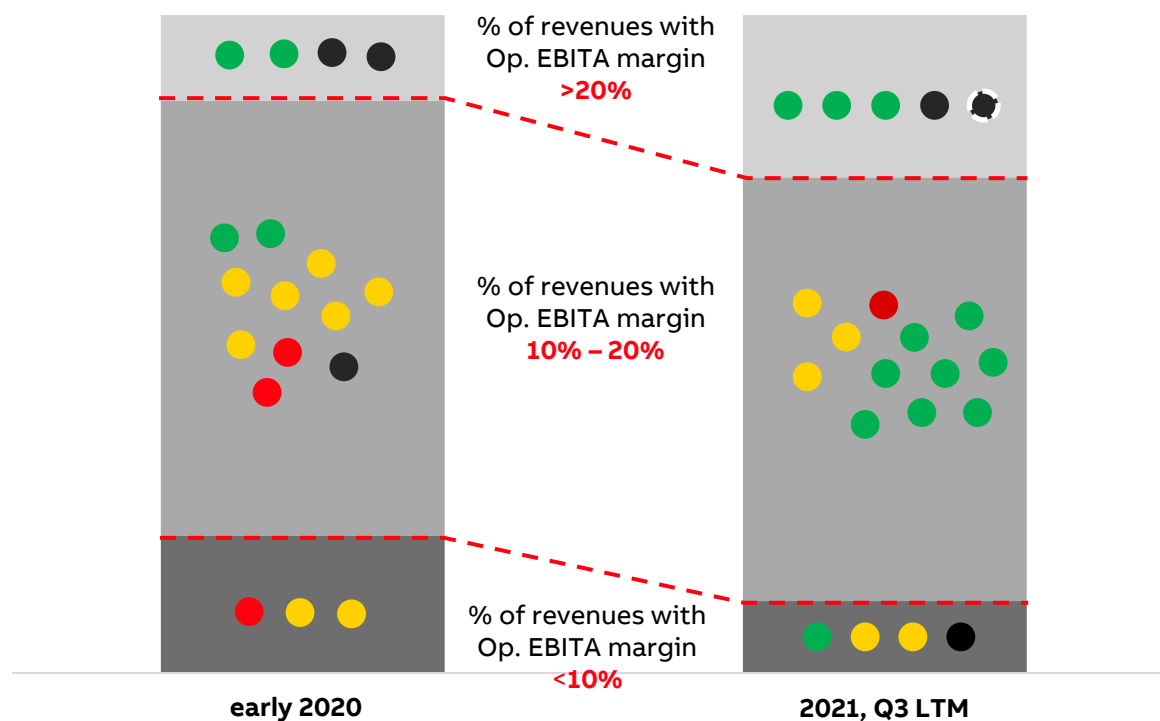 % of revenues with
Op. EBITA margin
>20%
% of revenues with
Op. EBITA margin
10% – 20%
% of revenues with
Op. EBITA margin
<10%
early 2020
2021, Q3 LTM